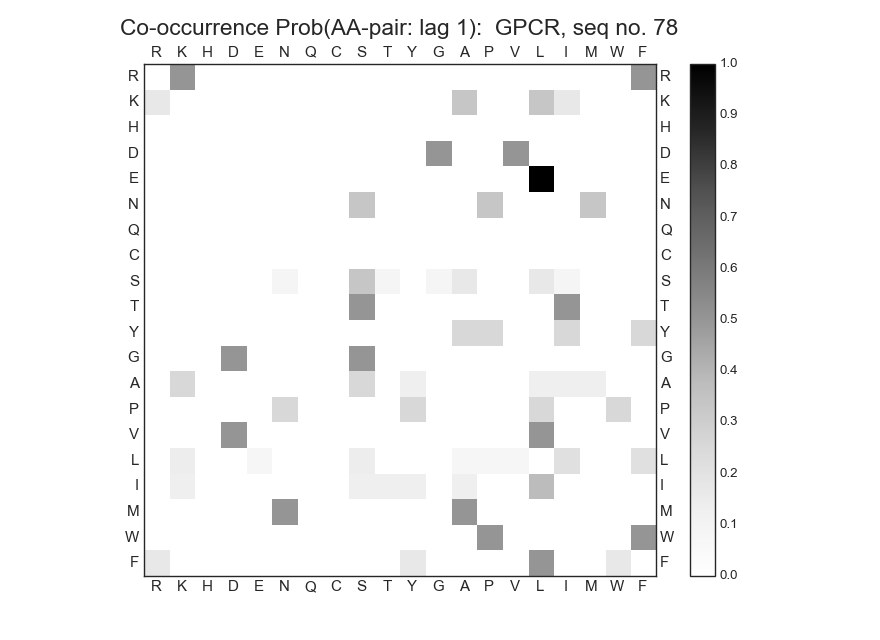 Co-occurrence Prob(AA-pair: lag 1):  GPCR, seq no. 78
R K H D E N Q C S T Y G A P V L I M W F
R R
K K
H H
D D
E E
N N
Q Q
C C
S S
T T
Y Y
G G
A A
P P
V V
L L
I I
M M
W W
F F
R K H D E N Q C S T Y G A P V L I M W F
1.0
0.9
0.8
0.7
0.6
0.5
0.4
0.3
0.2
0.1
0.0